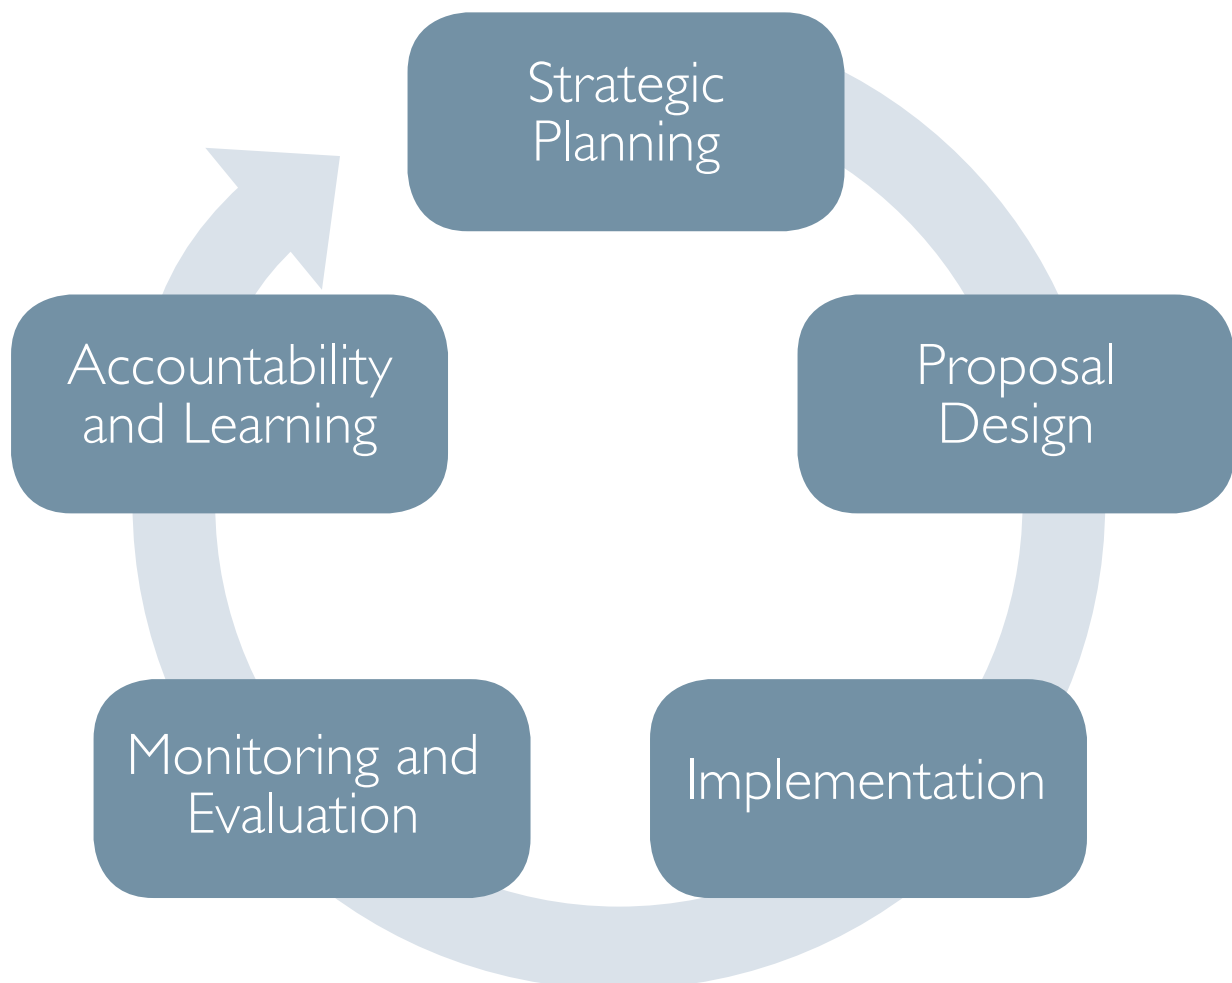 Strategic
Planning
Proposal
Design
Implementation
Monitoring and
Evaluation
Accountability
and Learning